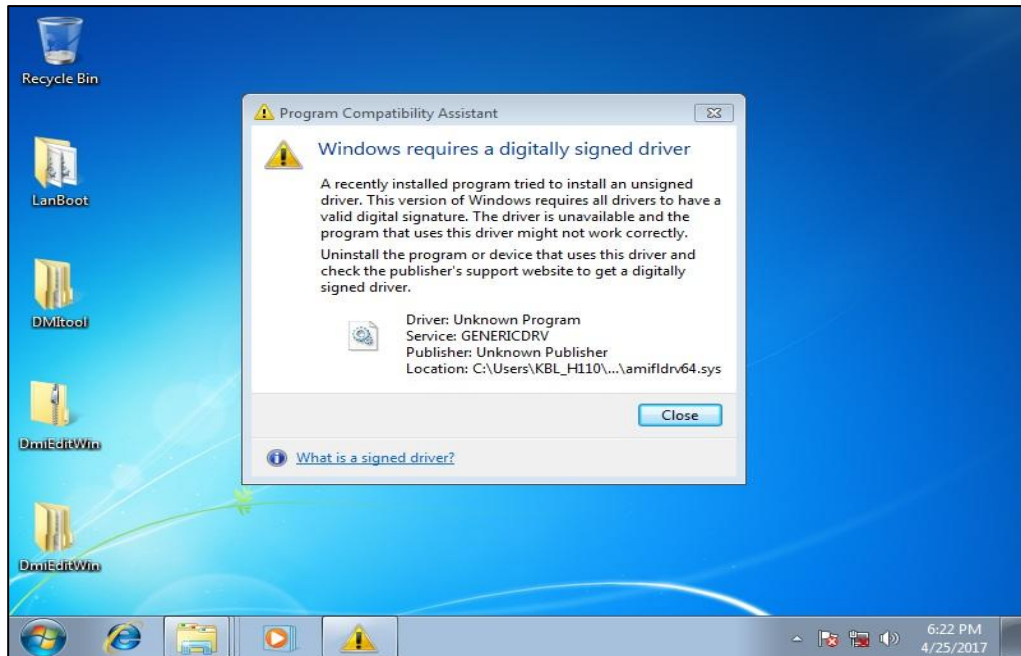 Recycle Bin
LanBoot
DMItool
DmiEditWin
DmiEditWin
Program Compatibility Assistant
Windows requires a digitally signed driver
A recently installed program tried to install an unsigned
driver. This version of Windows requires all drivers to have a
valid digital signature. The driver is unavailable and the
program that uses this driver might not work correctly.
Uninstall the program or device that uses this driver and
check the publisher's support website to get a digitally
signed driver.
Driver: Unknown Program
Service: GENERICDRV
Publisher: Unknown Publisher
Location: C:\Users\KBL_H110\...\amifldrv64.sys
Close
What is a signed driver?
6:22 PM
4/25/2017